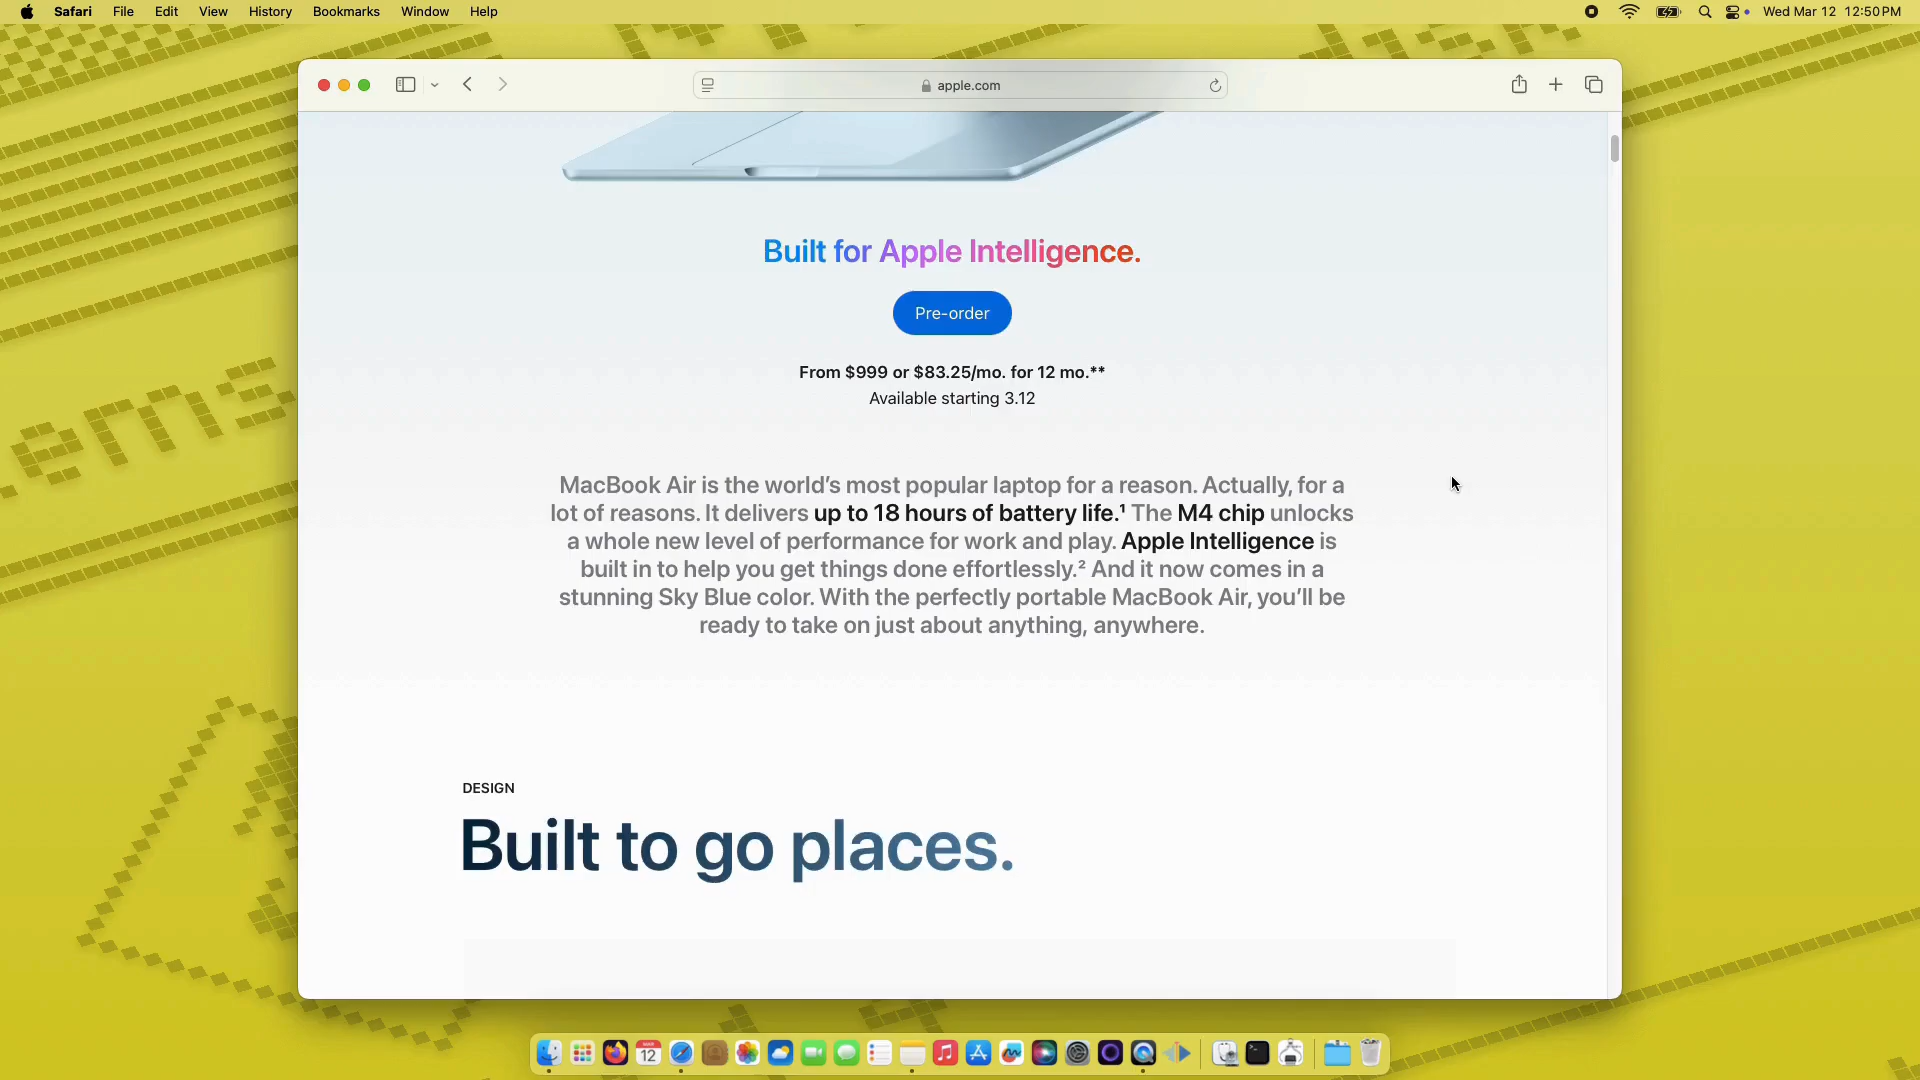 Safari File Edit View History Bookmarks Window Help Wed Mar 12 12:50 PM
apple.com
Built for Apple Intelligence.
Pre-order
From $999 or $83.25/mo. for 12 mo.**
Available starting 3.12
MacBook Air is the world’s most popular laptop for a reason. Actually, for a
lot of reasons. It delivers up to 18 hours of battery life.¹ The M4 chip unlocks
a whole new level of performance for work and play. Apple Intelligence is
built in to help you get things done effortlessly.² And it now comes in a
stunning Sky Blue color. With the perfectly portable MacBook Air, you’ll be
ready to take on just about anything, anywhere.
DESIGN
Built to go places.
12